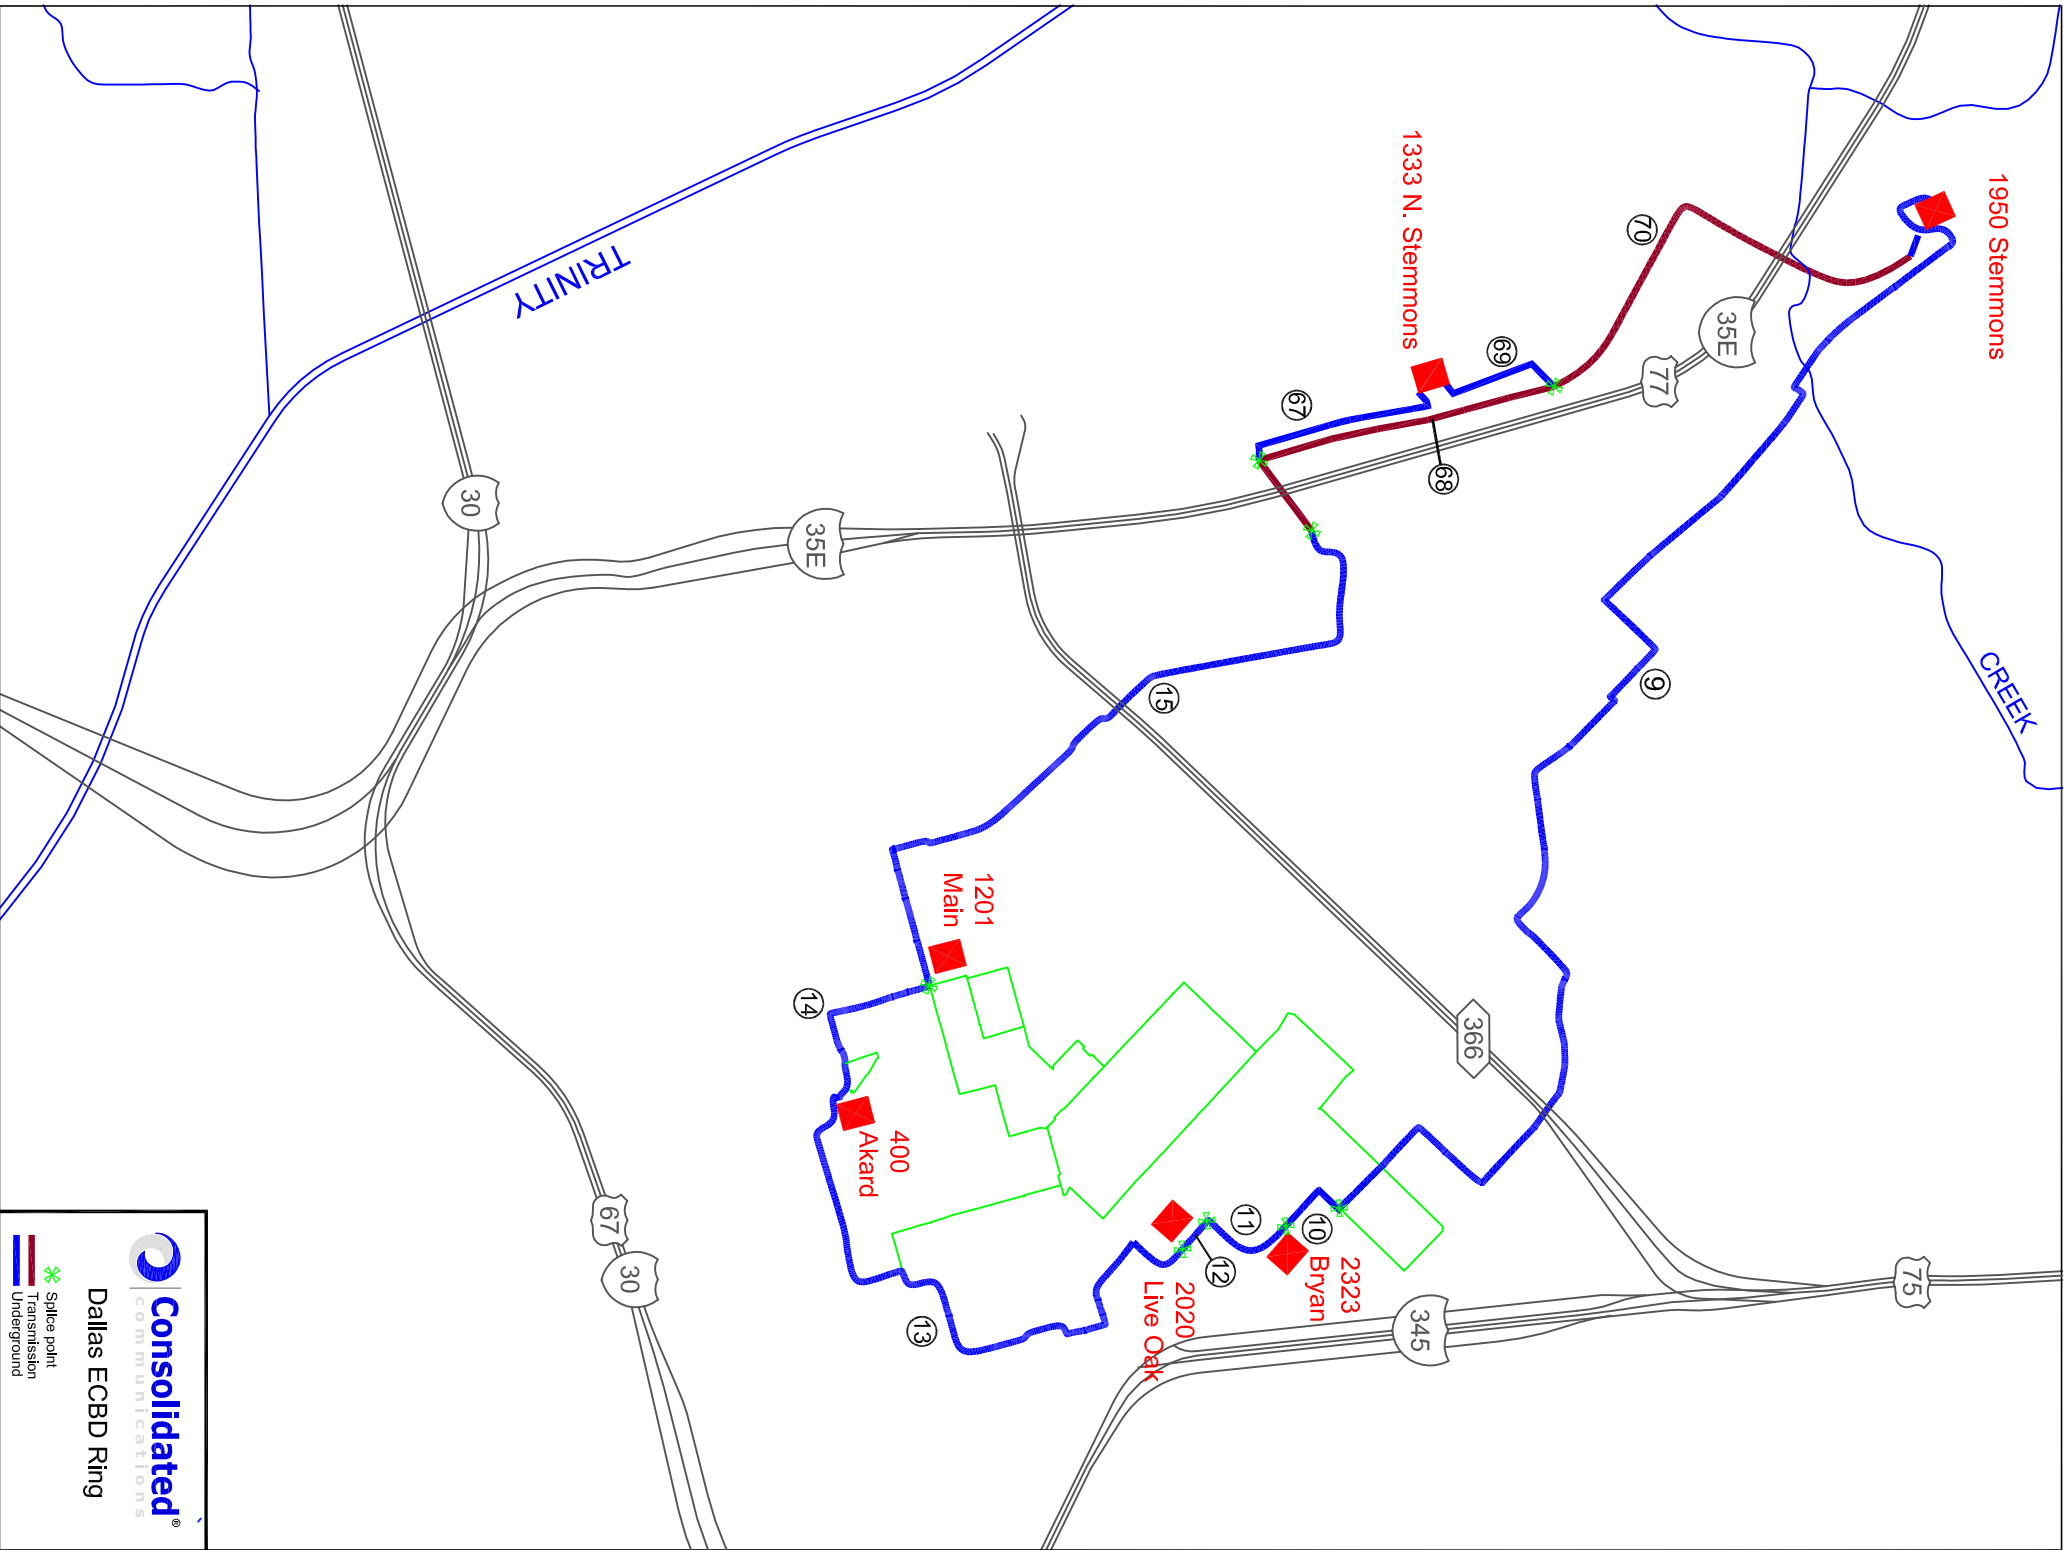 1950 Stemmons
CREEK
35E
77
70
9
1333 N. Stemmons
69
68
67
75
366
345
15
2323
Bryan
10
11
12
2020
Live Oak
1201
Main
13
400
Akard
14
35E
TRINITY
30
67
30
Consolidated®
communications
Dallas ECBD Ring
Splice point
Transmission
Underground